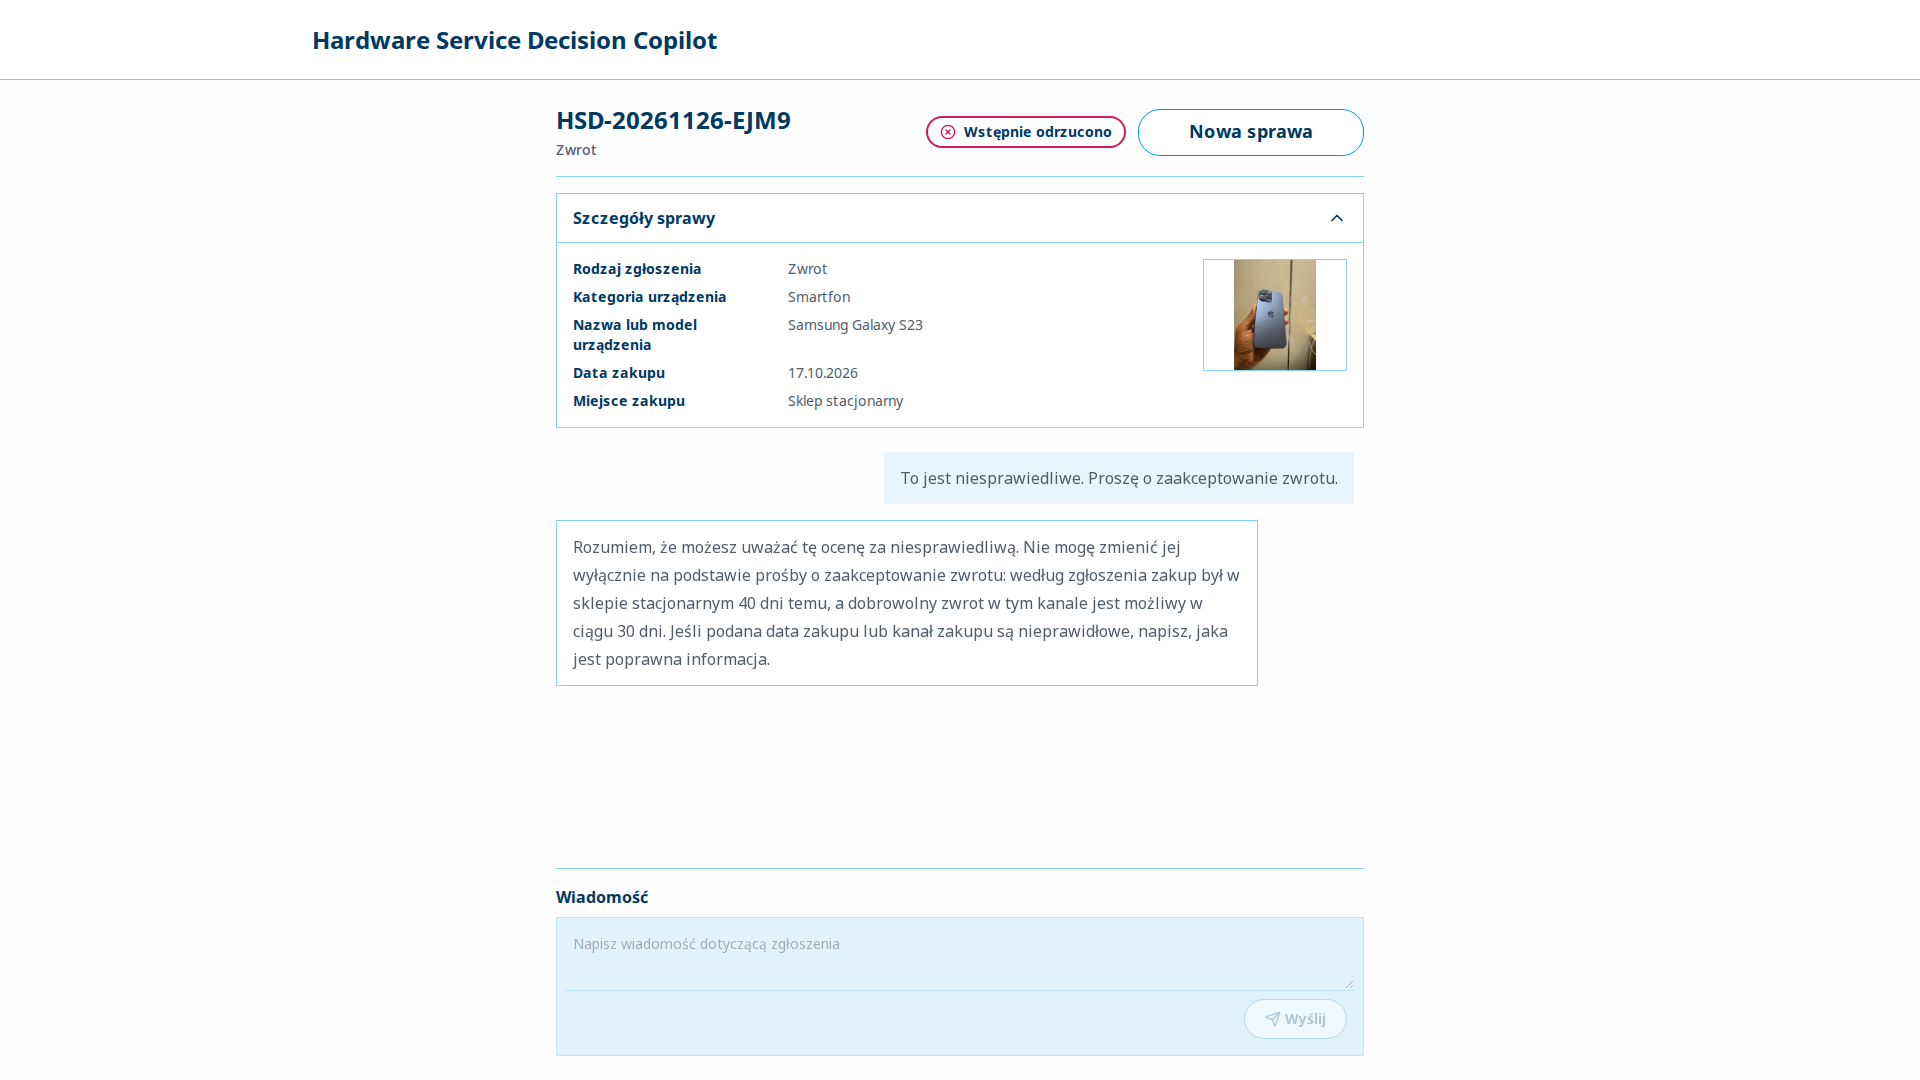 Hardware Service Decision Copilot
HSD-20261126-EJM9
Zwrot
Wstępnie odrzucono
Nowa sprawa
Szczegóły sprawy
Rodzaj zgłoszenia Zwrot
Kategoria urządzenia Smartfon
Nazwa lub model urządzenia Samsung Galaxy S23
Data zakupu 17.10.2026
Miejsce zakupu Sklep stacjonarny
To jest niesprawiedliwe. Proszę o zaakceptowanie zwrotu.
Rozumiem, że możesz uważać tę ocenę za niesprawiedliwą. Nie mogę zmienić jej
wyłącznie na podstawie prośby o zaakceptowanie zwrotu: według zgłoszenia zakup był w
sklepie stacjonarnym 40 dni temu, a dobrowolny zwrot w tym kanale jest możliwy w
ciągu 30 dni. Jeśli podana data zakupu lub kanał zakupu są nieprawidłowe, napisz, jaka
jest poprawna informacja.
Wiadomość
Napisz wiadomość dotyczącą zgłoszenia
Wyślij